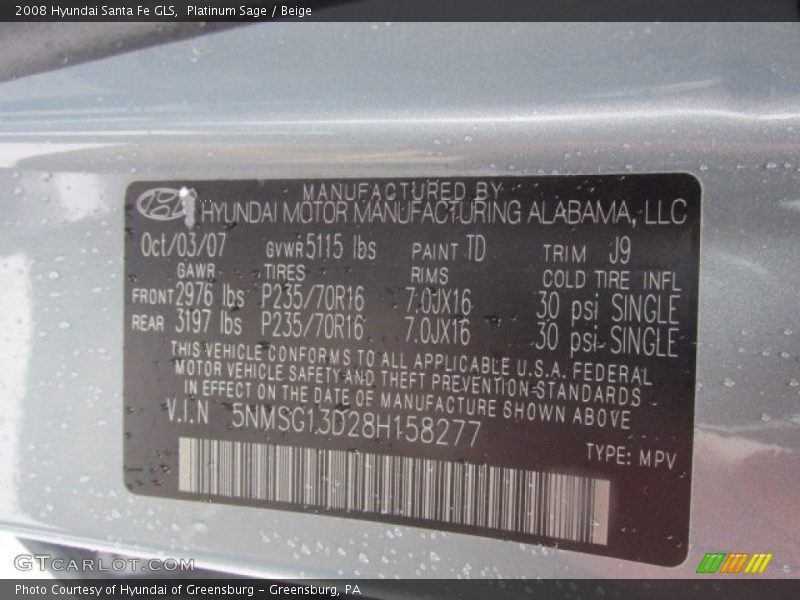 2008 Hyundai Santa Fe GLS, Platinum Sage / Beige
MANUFACTURED BY
HYUNDAI MOTOR MANUFACTURING ALABAMA, LLC
Oct/03/07 GVWR 5115 lbs PAINT TD TRIM J9
GAWR TIRES RIMS COLD TIRE INFL
FRONT 2976 lbs P235/70R16 7.0JX16 30 psi SINGLE
REAR 3197 lbs P235/70R16 7.0JX16 30 psi SINGLE
THIS VEHICLE CONFORMS TO ALL APPLICABLE U.S.A. FEDERAL
MOTOR VEHICLE SAFETY AND THEFT PREVENTION STANDARDS
IN EFFECT ON THE DATE OF MANUFACTURE SHOWN ABOVE
V.I.N 5NMSG13D28H158277
TYPE: MPV
GTCARLOT.COM
Photo Courtesy of Hyundai of Greensburg – Greensburg, PA